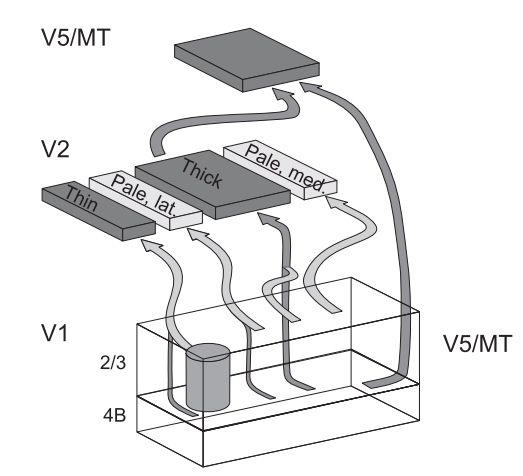 V5/MT
V2
Pale, med.
Thick
Pale, lat.
Thin
V1
V5/MT
2/3
4B